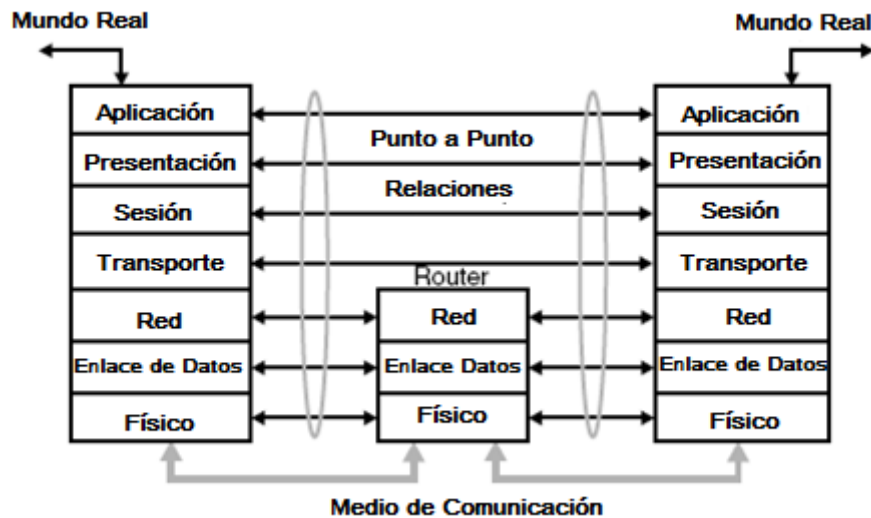 Mundo Real
Mundo Real
Aplicación
Aplicación
Punto a Punto
Presentación
Presentación
Relaciones
Sesión
Sesión
Transporte
Transporte
Router
Red
Red
Red
Enlace de Datos
Enlace Datos
Enlace de Datos
Físico
Físico
Físico
Medio de Comunicación